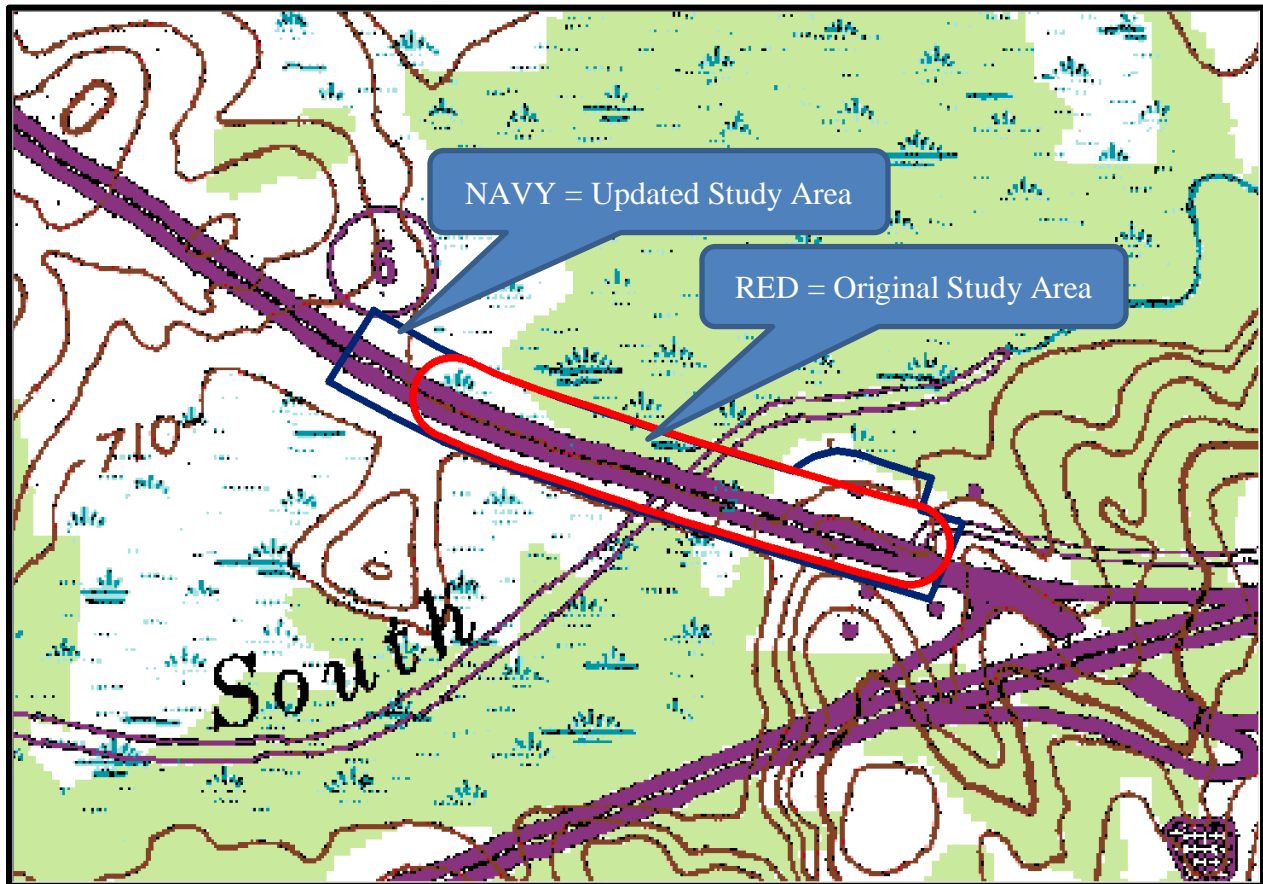 NAVY = Updated Study Area
6
RED = Original Study Area
710
South